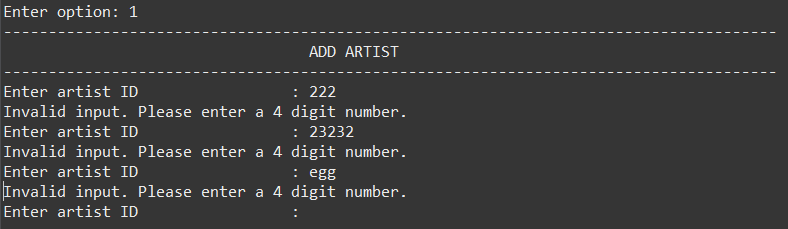 Enter option: 1
--------------------------------------------------------------------------------------
ADD ARTIST
--------------------------------------------------------------------------------------
Enter artist ID                 : 222
Invalid input. Please enter a 4 digit number.
Enter artist ID                 : 23232
Invalid input. Please enter a 4 digit number.
Enter artist ID                 : egg
Invalid input. Please enter a 4 digit number.
Enter artist ID                 :